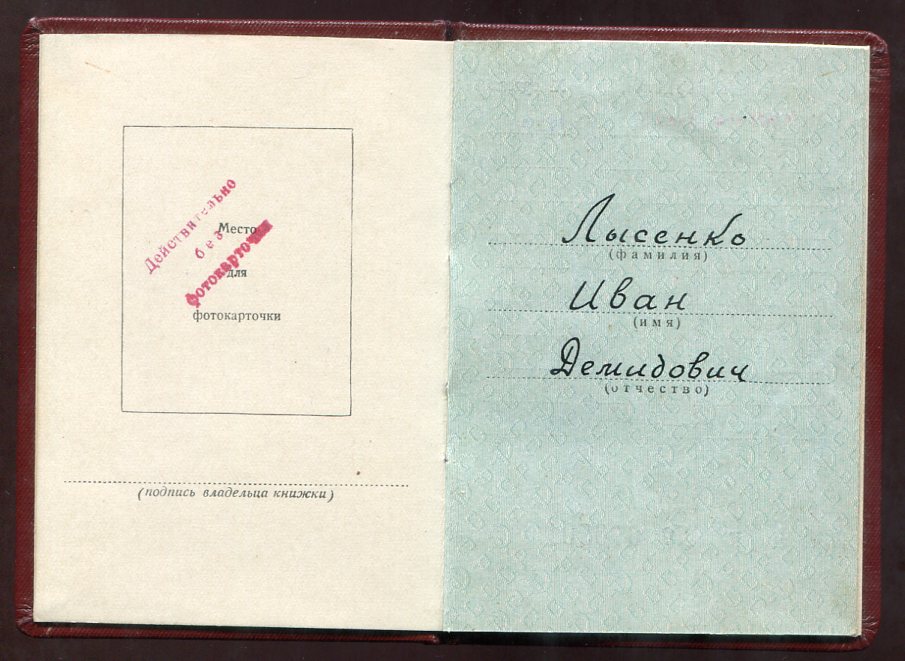 Действительно
без
фотокарточки
Место
для
фотокарточки
(подпись владельца книжки)
Лысенко
(фамилия)
Иван
(имя)
Демидович
(отчество)